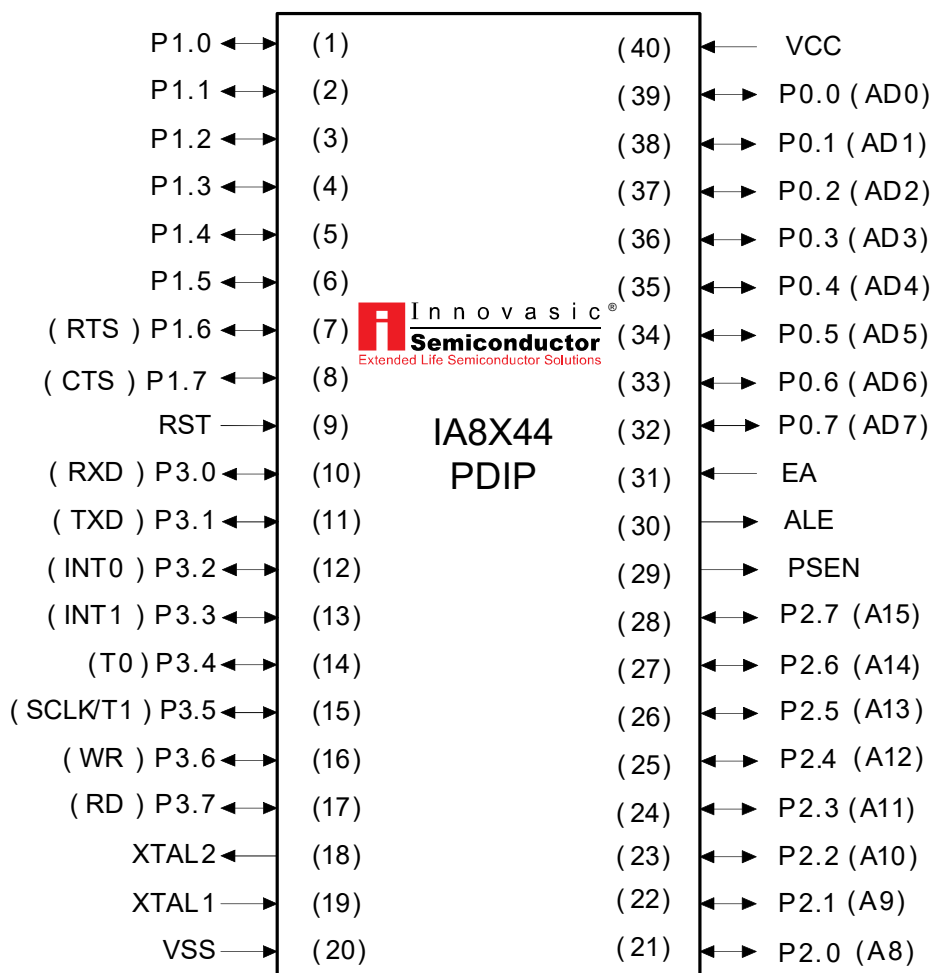 P1.0 (1) (40) VCC
P1.1 (2) (39) P0.0 (AD0)
P1.2 (3) (38) P0.1 (AD1)
P1.3 (4) (37) P0.2 (AD2)
P1.4 (5) (36) P0.3 (AD3)
P1.5 (6) (35) P0.4 (AD4)
Innovasic®
(RTS) P1.6 (7) (34) P0.5 (AD5)
Semiconductor
Extended Life Semiconductor Solutions
(CTS) P1.7 (8) (33) P0.6 (AD6)
RST (9) IA8X44 (32) P0.7 (AD7)
(RXD) P3.0 (10) PDIP (31) EA
(TXD) P3.1 (11) (30) ALE
(INT0) P3.2 (12) (29) PSEN
(INT1) P3.3 (13) (28) P2.7 (A15)
(T0) P3.4 (14) (27) P2.6 (A14)
(SCLK/T1) P3.5 (15) (26) P2.5 (A13)
(WR) P3.6 (16) (25) P2.4 (A12)
(RD) P3.7 (17) (24) P2.3 (A11)
XTAL2 (18) (23) P2.2 (A10)
XTAL1 (19) (22) P2.1 (A9)
VSS (20) (21) P2.0 (A8)